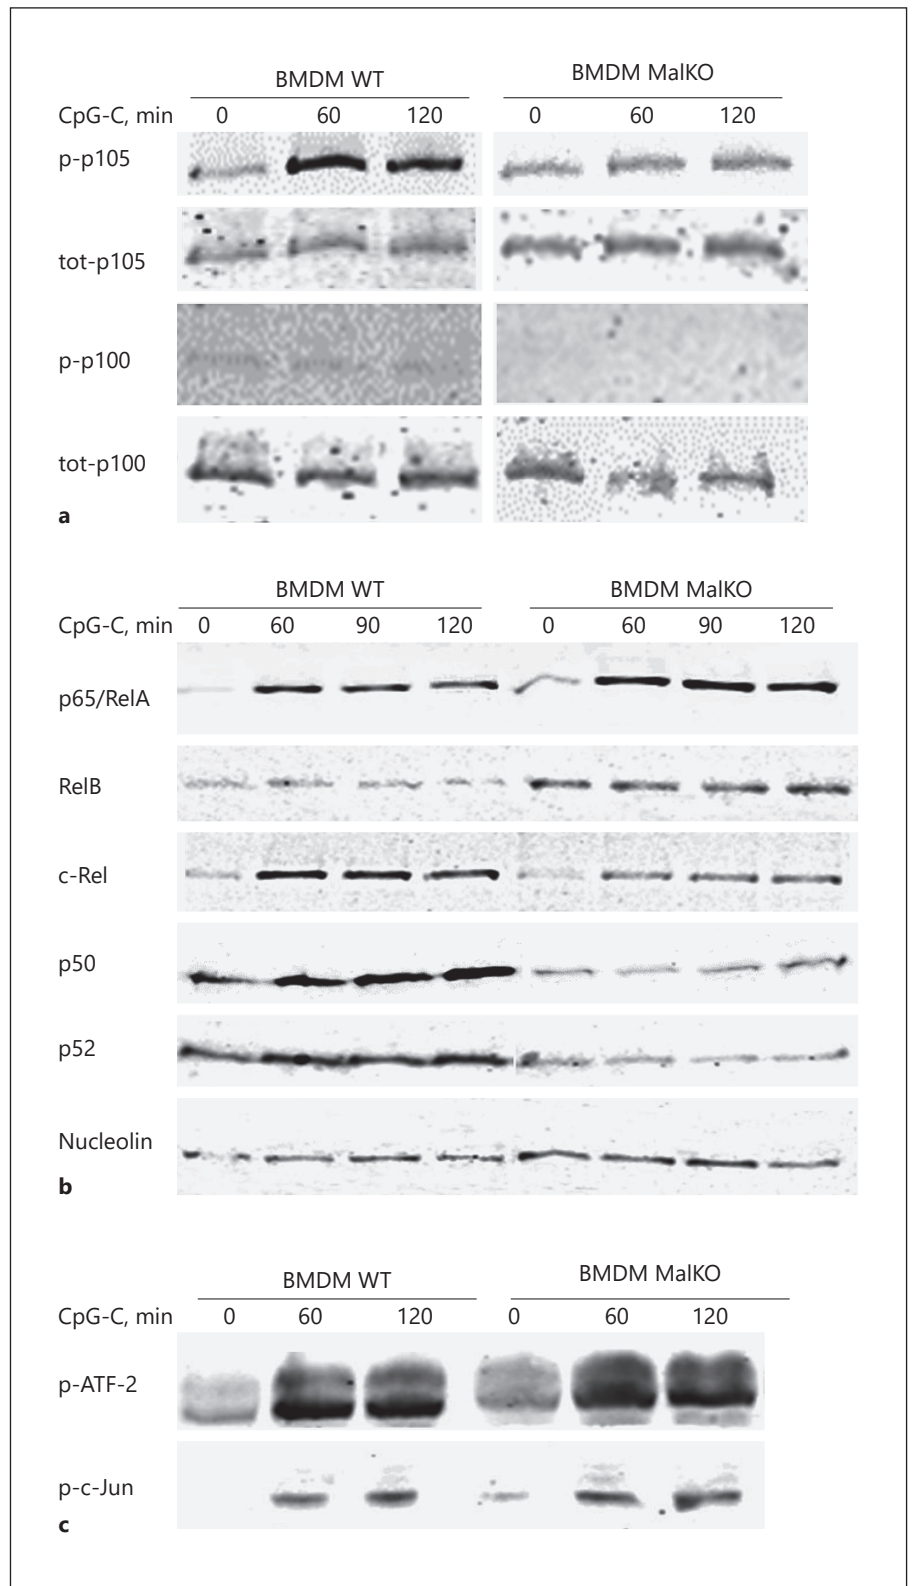 BMDM WT BMDM MalKO
CpG-C, min 0 60 120 0 60 120
p-p105
tot-p105
p-p100
tot-p100
a
BMDM WT BMDM MalKO
CpG-C, min 0 60 90 120 0 60 90 120
p65/RelA
RelB
c-Rel
p50
p52
Nucleolin
b
BMDM WT BMDM MalKO
CpG-C, min 0 60 120 0 60 120
p-ATF-2
p-c-Jun
c